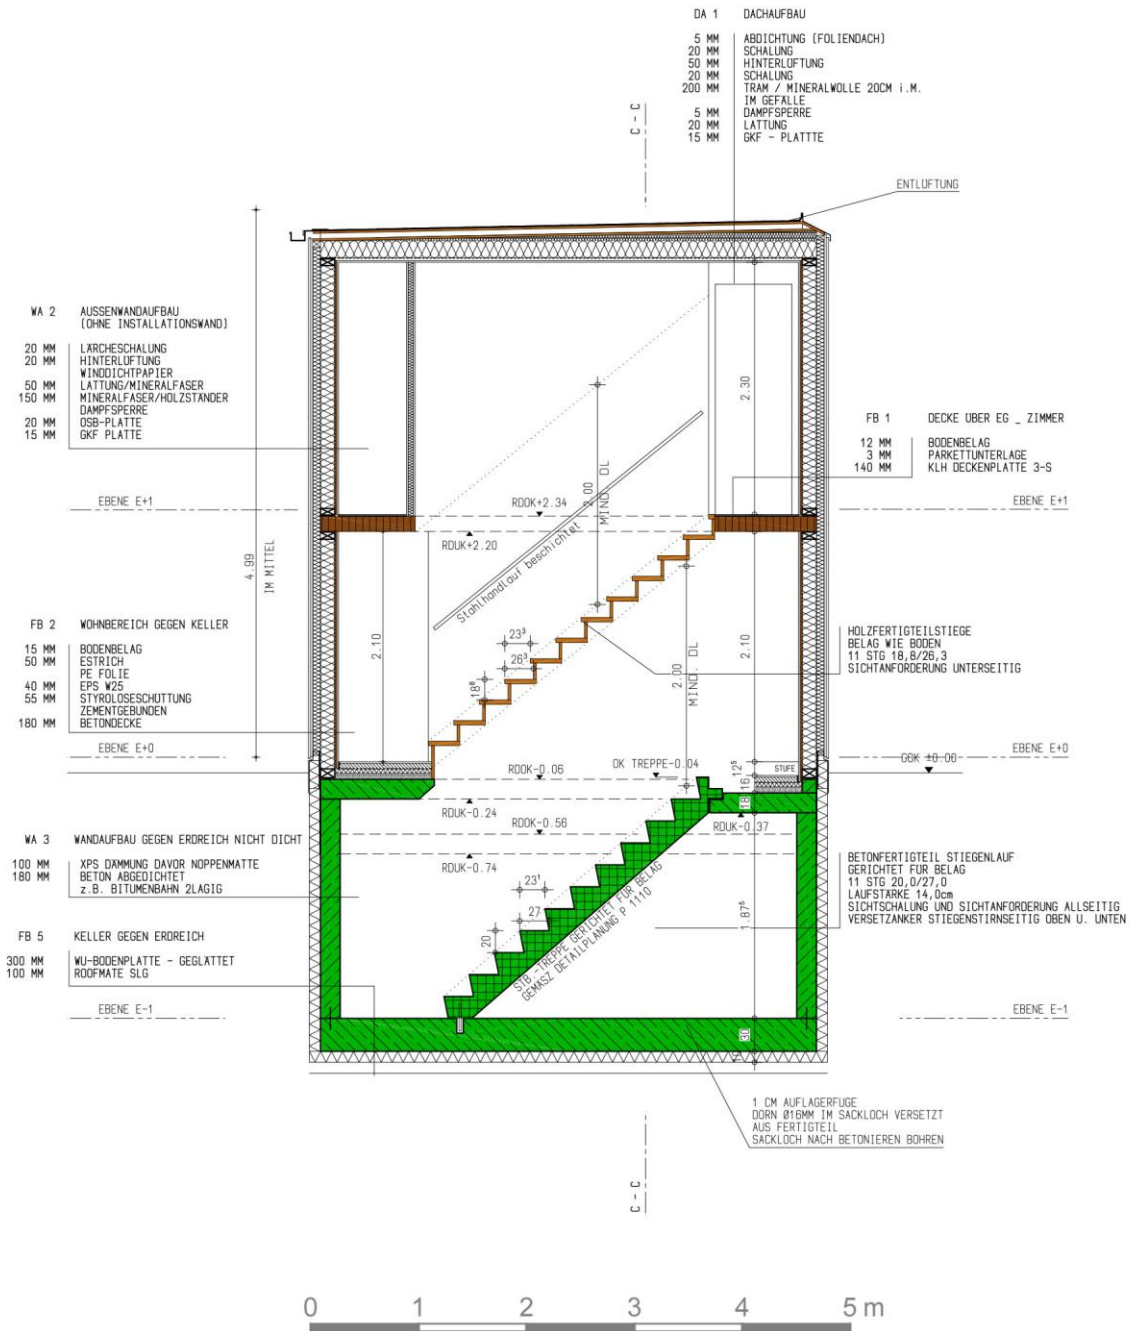 DA 1 DACHAUFBAU
5 MM ABDICHTUNG (FOLIENDACH)
20 MM SCHALUNG
50 MM HINTERLÜFTUNG
20 MM SCHALUNG
200 MM TRAM / MINERALWOLLE 20CM i.M.
IM GEFÄLLE
5 MM DAMPFSPERRE
20 MM LATTUNG
15 MM GKF - PLATTTE
C - C
ENTLÜFTUNG
WA 2 AUSSENWANDAUFBAU
(OHNE INSTALLATIONSWAND)
20 MM LÄRCHESCHALUNG
20 MM HINTERLÜFTUNG
WINDDICHTPAPIER
50 MM LATTUNG/MINERALFASER
150 MM MINERALFASER/HOLZSTÄNDER
DAMPFSPERRE
20 MM OSB-PLATTE
15 MM GKF PLATTE
2.30
FB 1 DECKE ÜBER EG _ ZIMMER
12 MM BODENBELAG
3 MM PARKETTUNTERLAGE
140 MM KLH DECKENPLATTE 3-S
EBENE E+1
EBENE E+1
RDOK+2.34
RDUK+2.20
2.00
MIND. DL
Stahlhandlauf beschichtet
4.99
IM MITTEL
2.10
FB 2 WOHNBEREICH GEGEN KELLER
15 MM BODENBELAG
50 MM ESTRICH
PE FOLIE
40 MM EPS W25
55 MM STYROLOSESCHÜTTUNG
ZEMENTGEBUNDEN
180 MM BETONDECKE
23³
26³
18⁸
2.00
MIND. DL
2.10
HOLZFERTIGTEILSTIEGE
BELAG WIE BODEN
11 STG 18,8/26,3
SICHTANFORDERUNG UNTERSEITIG
EBENE E+0
EBENE E+0
GOK ±0.00
RDOK-0.06
OK TREPPE-0.04
STUFE
12⁵
16
18
RDUK-0.24
RDOK-0.56
RDUK-0.37
RDUK-0.74
WA 3 WANDAUFBAU GEGEN ERDREICH NICHT DICHT
100 MM XPS DÄMMUNG DAVOR NOPPENMATTE
180 MM BETON ABGEDICHTET
z.B. BITUMENBAHN 2LAGIG
BETONFERTIGTEIL STIEGENLAUF
GERICHTET FÜR BELAG
11 STG 20,0/27,0
LAUFSTÄRKE 14,0cm
SICHTSCHALUNG UND SICHTANFORDERUNG ALLSEITIG
VERSETZANKER STIEGENSTIRNSEITIG OBEN U. UNTEN
23¹
27
20
STB.-TREPPE GERICHTET FÜR BELAG
GEMÄSZ DETAILPLANUNG P 1110
1.87⁵
FB 5 KELLER GEGEN ERDREICH
300 MM WU-BODENPLATTE - GEGLÄTTET
100 MM ROOFMATE SLG
EBENE E-1
EBENE E-1
30
10
1 CM AUFLAGERFUGE
DORN Ø16MM IM SACKLOCH VERSETZT
AUS FERTIGTEIL
SACKLOCH NACH BETONIEREN BOHREN
C - C
0 1 2 3 4 5 m